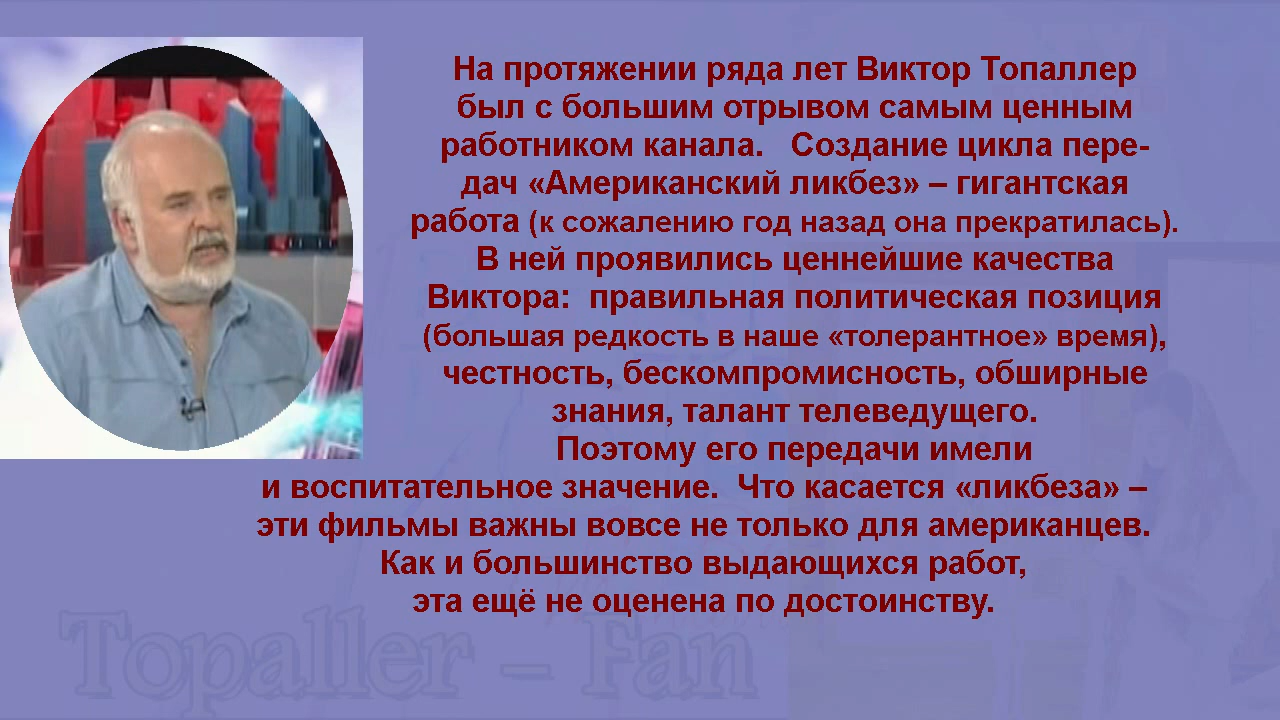 На протяжении ряда лет Виктор Топаллер
был с большим отрывом самым ценным
работником канала. Создание цикла пере-
дач «Американский ликбез» – гигантская
работа (к сожалению год назад она прекратилась).
В ней проявились ценнейшие качества
Виктора: правильная политическая позиция
(большая редкость в наше «толерантное» время),
честность, бескомпромисность, обширные
знания, талант телеведущего.
Поэтому его передачи имели
и воспитательное значение. Что касается «ликбеза» –
эти фильмы важны вовсе не только для американцев.
Как и большинство выдающихся работ,
эта ещё не оценена по достоинству.
Topaller – Fan